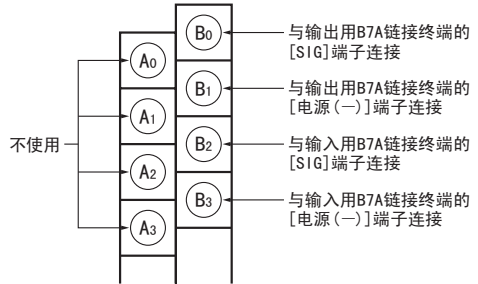 不使用
A0
A1
A2
A3
B0
B1
B2
B3
与输出用B7A链接终端的
[SIG]端子连接
与输出用B7A链接终端的
[电源(—)]端子连接
与输入用B7A链接终端的
[SIG]端子连接
与输入用B7A链接终端的
[电源(—)]端子连接